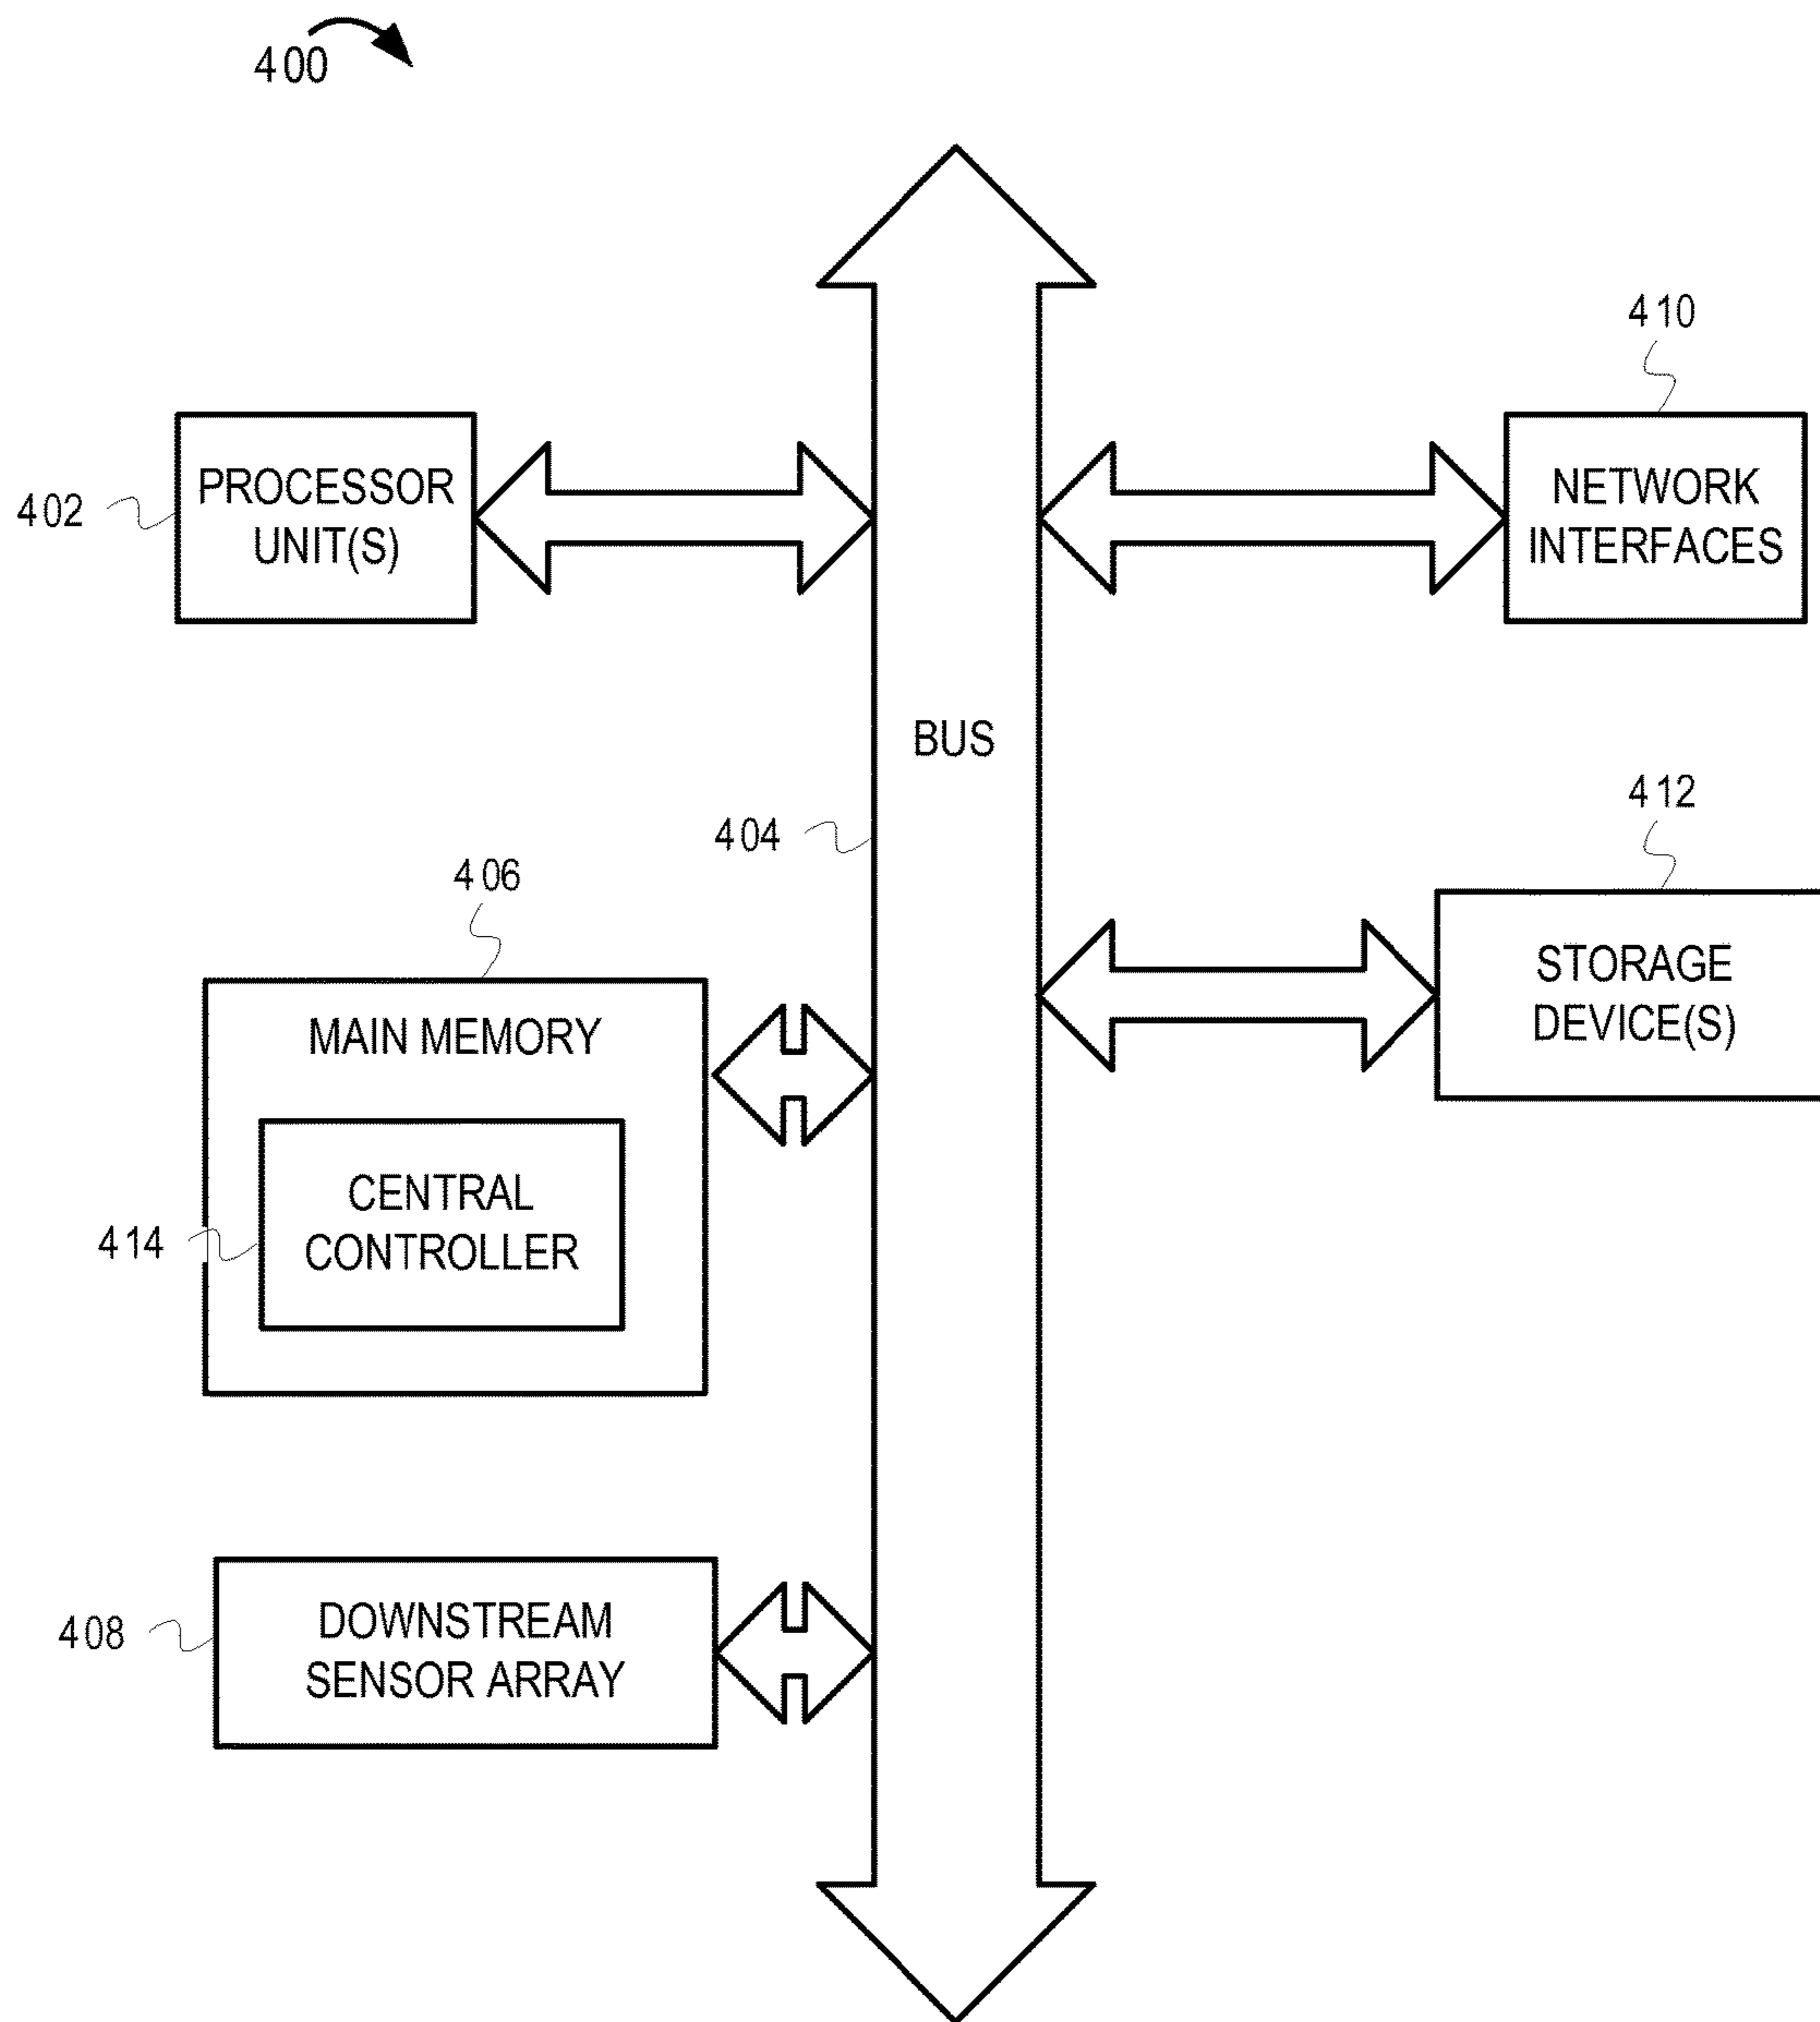 400
410
PROCESSOR
UNIT(S)
402
NETWORK
INTERFACES
BUS
404
412
406
STORAGE
DEVICE(S)
MAIN MEMORY
CENTRAL
CONTROLLER
414
DOWNSTREAM
SENSOR ARRAY
408